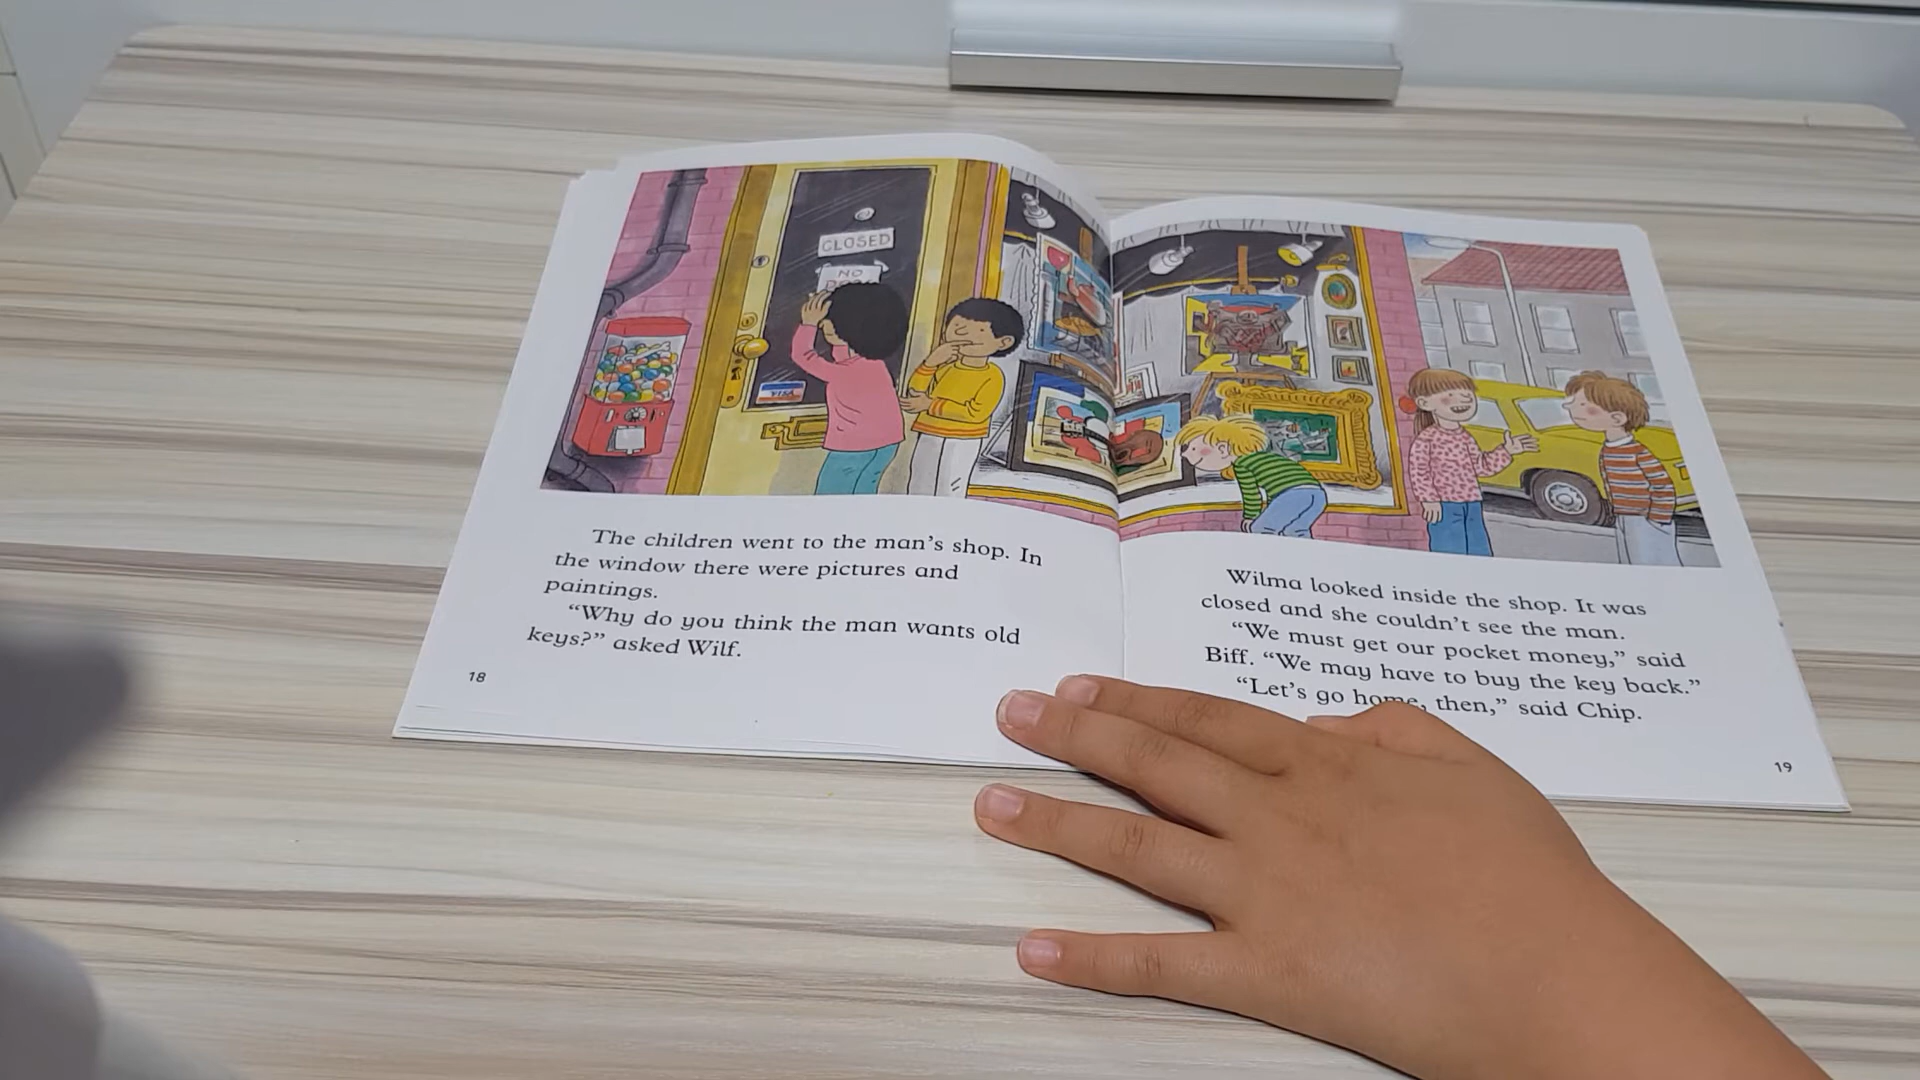 CLOSED
NO
VISA
The children went to the man's shop. In
the window there were pictures and
paintings.
“Why do you think the man wants old
keys?” asked Wilf.
18
Wilma looked inside the shop. It was
closed and she couldn't see the man.
“We must get our pocket money,” said
Biff. “We may have to buy the key back.”
“Let's go home, then,” said Chip.
19